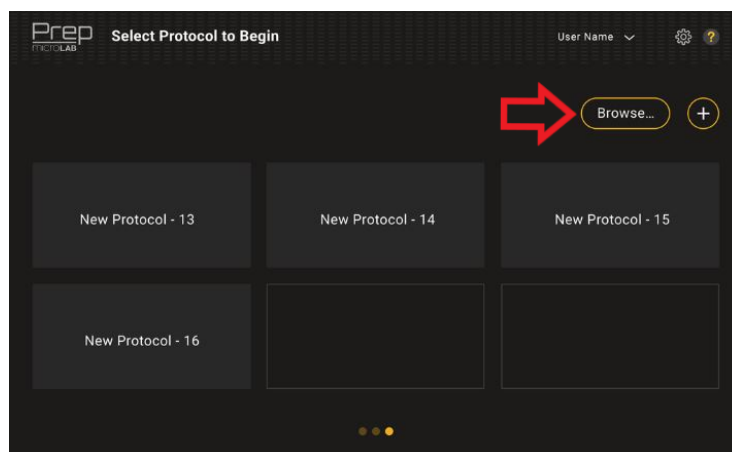 Prep
MICROLAB
Select Protocol to Begin
User Name
?
Browse...
+
New Protocol - 13
New Protocol - 14
New Protocol - 15
New Protocol - 16